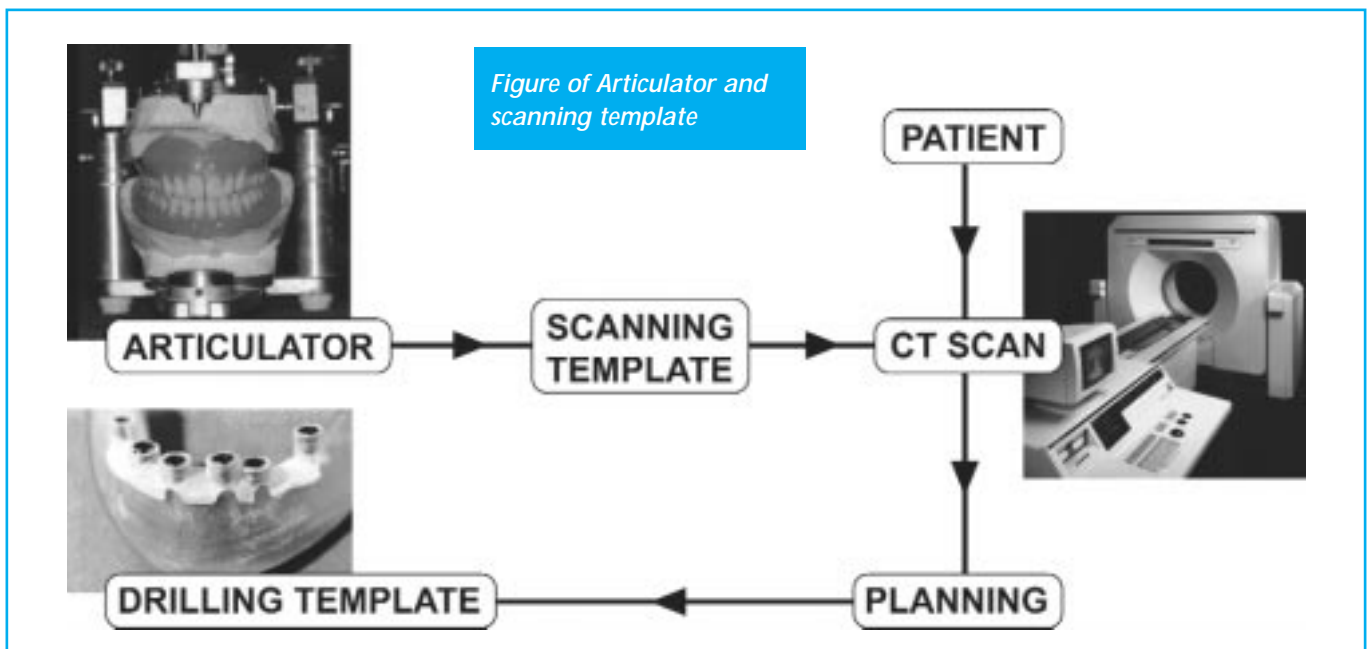 Figure of Articulator and
scanning template
PATIENT
ARTICULATOR
SCANNING
TEMPLATE
CT SCAN
DRILLING TEMPLATE
PLANNING